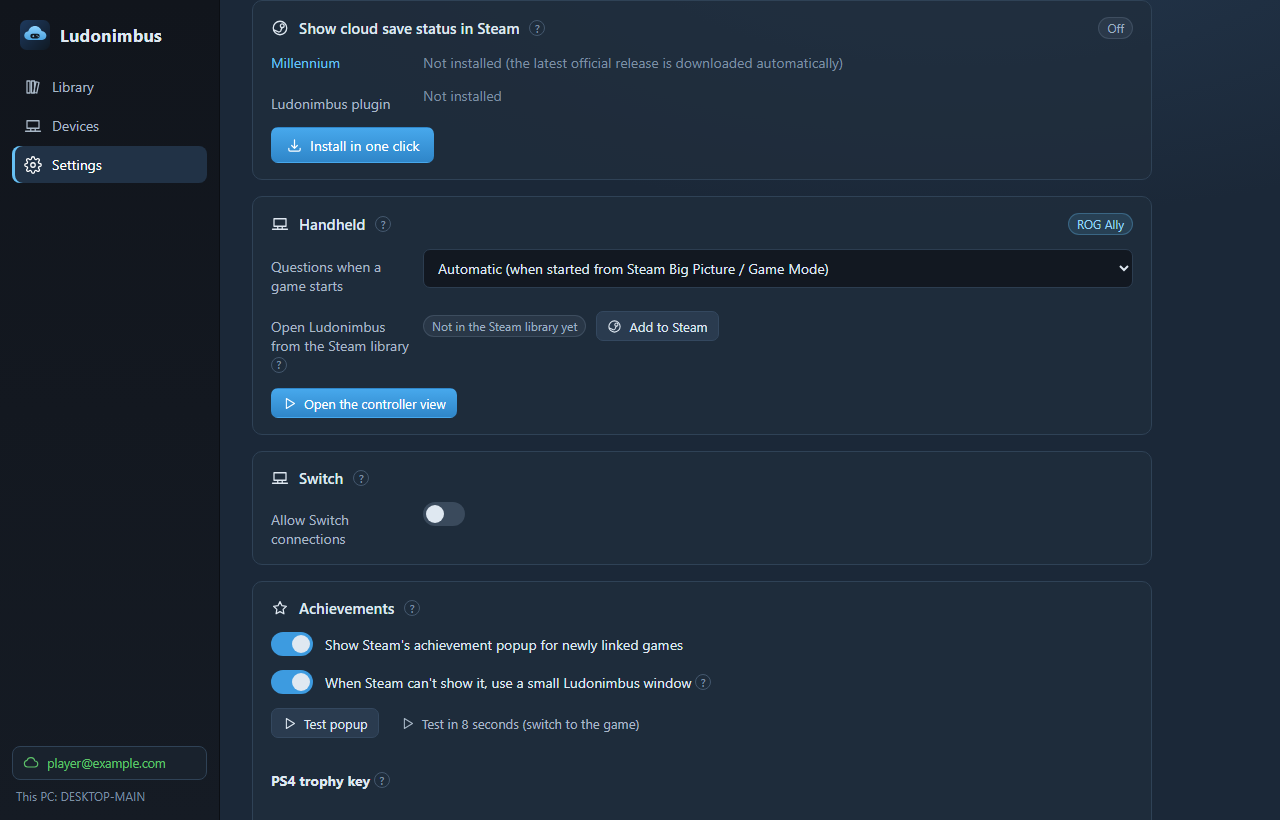 Ludonimbus
Library
Devices
Settings
player@example.com
This PC: DESKTOP-MAIN
Show cloud save status in Steam ?
Off
Millennium
Not installed (the latest official release is downloaded automatically)
Ludonimbus plugin
Not installed
Install in one click
Handheld ?
ROG Ally
Questions when a
game starts
Automatic (when started from Steam Big Picture / Game Mode)
Open Ludonimbus
from the Steam library
?
Not in the Steam library yet
Add to Steam
Open the controller view
Switch ?
Allow Switch
connections
Achievements ?
Show Steam's achievement popup for newly linked games
When Steam can't show it, use a small Ludonimbus window ?
Test popup
Test in 8 seconds (switch to the game)
PS4 trophy key ?